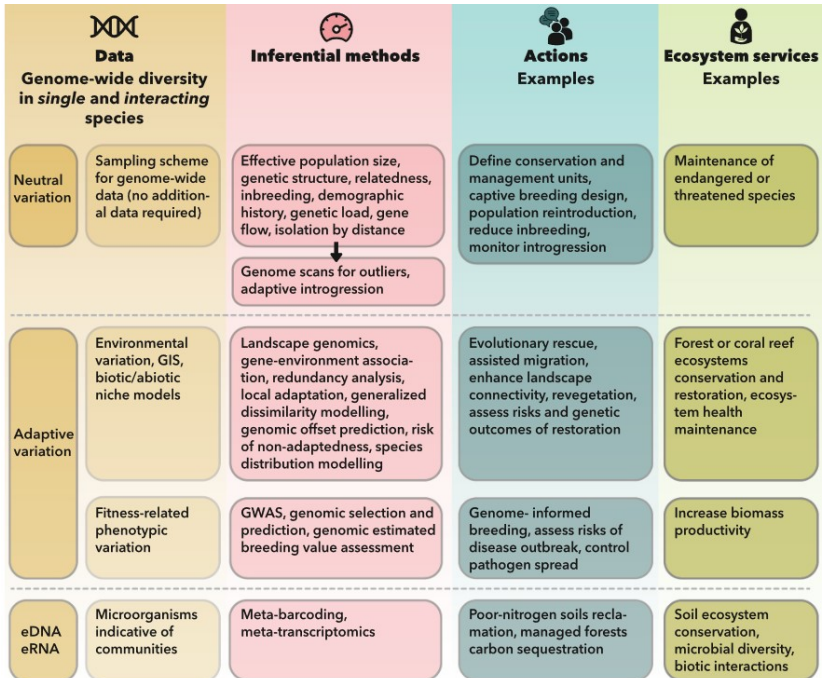 Data
Genome-wide diversity
in single and interacting
species
Inferential methods
Actions
Examples
Ecosystem services
Examples
Neutral
variation
Sampling scheme
for genome-wide
data (no addition-
al data required)
Effective population size,
genetic structure, relatedness,
inbreeding, demographic
history, genetic load, gene
flow, isolation by distance
Genome scans for outliers,
adaptive introgression
Define conservation and
management units,
captive breeding design,
population reintroduction,
reduce inbreeding,
monitor introgression
Maintenance of
endangered or
threatened species
Adaptive
variation
Environmental
variation, GIS,
biotic/abiotic
niche models
Landscape genomics,
gene-environment associa-
tion, redundancy analysis,
local adaptation, generalized
dissimilarity modelling,
genomic offset prediction, risk
of non-adaptedness, species
distribution modelling
Evolutionary rescue,
assisted migration,
enhance landscape
connectivity, revegetation,
assess risks and genetic
outcomes of restoration
Forest or coral reef
ecosystems
conservation and
restoration, ecosys-
tem health
maintenance
Fitness-related
phenotypic
variation
GWAS, genomic selection and
prediction, genomic estimated
breeding value assessment
Genome- informed
breeding, assess risks of
disease outbreak, control
pathogen spread
Increase biomass
productivity
eDNA
eRNA
Microorganisms
indicative of
communities
Meta-barcoding,
meta-transcriptomics
Poor-nitrogen soils recla-
mation, managed forests
carbon sequestration
Soil ecosystem
conservation,
microbial diversity,
biotic interactions